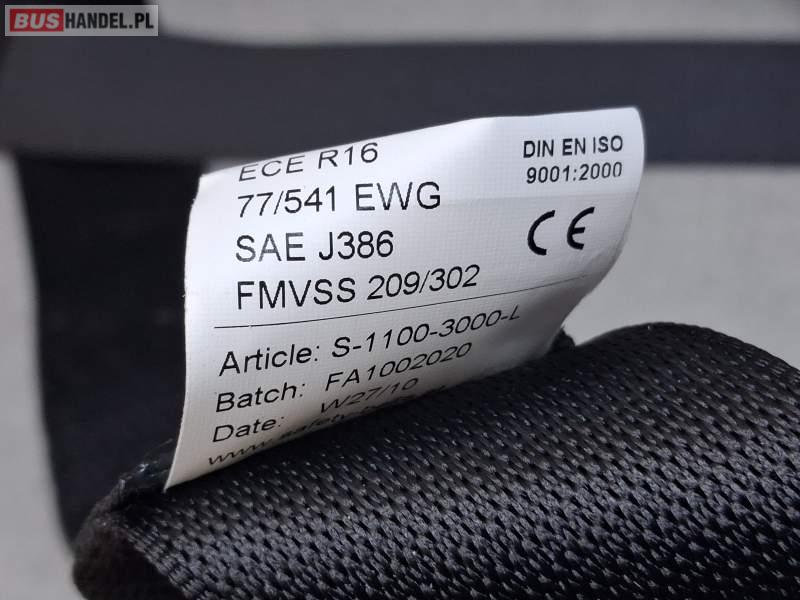 BUSHANDEL.PL
ECE R16
77/541 EWG
SAE J386
FMVSS 209/302
DIN EN ISO
9001:2000
CE
Article: S-1100-3000-L
Batch: FA1002020
Date: W27/10